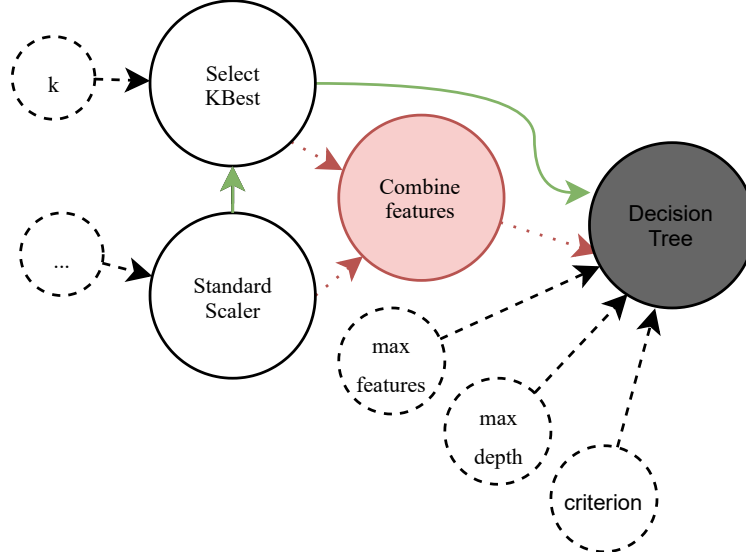 Select
KBest
k
Combine
features
Decision
Tree
...
Standard
Scaler
max
features
max
depth
criterion